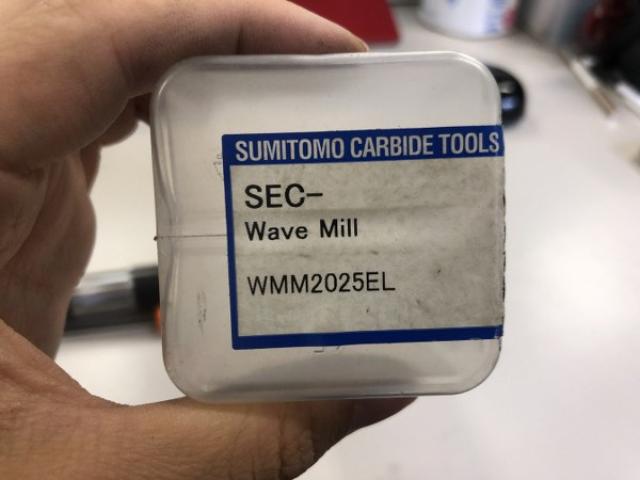 SUMITOMO CARBIDE TOOLS
SEC-
Wave Mill
WMM2025EL